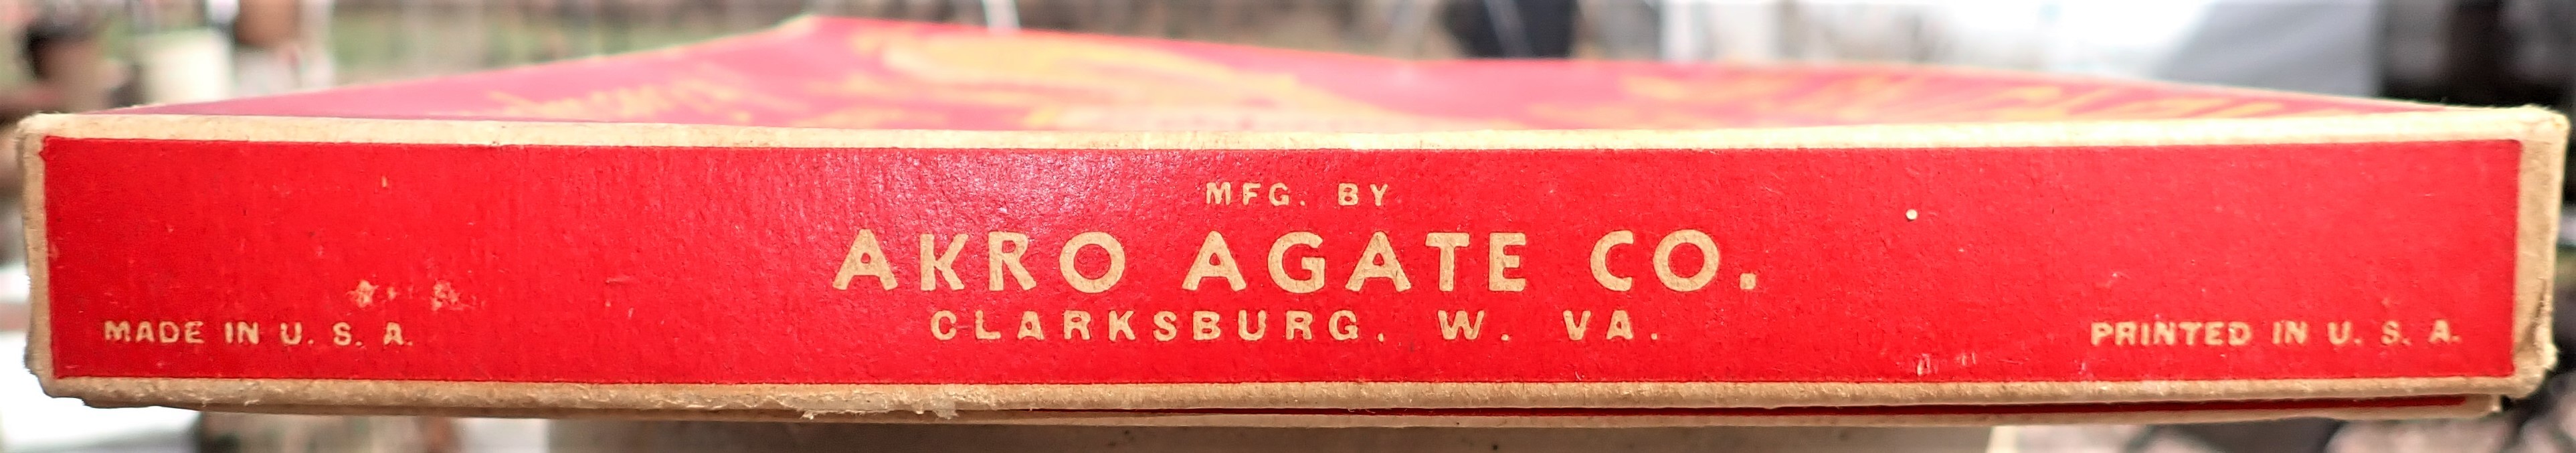 MFG. BY
AKRO AGATE CO.
CLARKSBURG, W. VA.
MADE IN U. S. A.
PRINTED IN U. S. A.